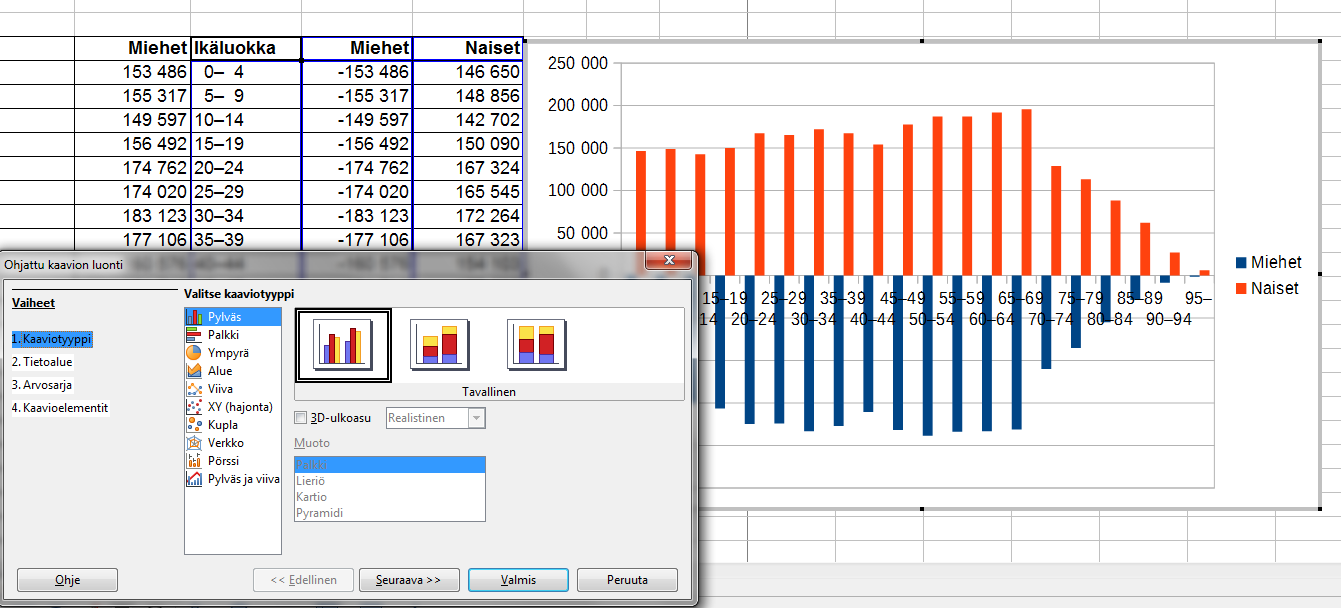 Miehet Ikäluokka Miehet Naiset
153 486 0– 4 -153 486 146 650
155 317 5– 9 -155 317 148 856
149 597 10–14 -149 597 142 702
156 492 15–19 -156 492 150 090
174 762 20–24 -174 762 167 324
174 020 25–29 -174 020 165 545
183 123 30–34 -183 123 172 264
177 106 35–39 -177 106 167 323
250 000
200 000
150 000
100 000
50 000
15–19 25–29 35–39 45–49 55–59 65–69 75–79 85–89 95–
14 20–24 30–34 40–44 50–54 60–64 70–74 80–84 90–94
Miehet
Naiset
Ohjattu kaavion luonti
Vaiheet
1.Kaaviotyyppi
2.Tietoalue
3.Arvosarja
4.Kaavioelementit
Valitse kaaviotyyppi
Pylväs
Palkki
Ympyrä
Alue
Viiva
XY (hajonta)
Kupla
Verkko
Pörssi
Pylväs ja viiva
Tavallinen
3D-ulkoasu Realistinen
Muoto
Palkki
Lieriö
Kartio
Pyramidi
Ohje << Edellinen Seuraava >> Valmis Peruuta